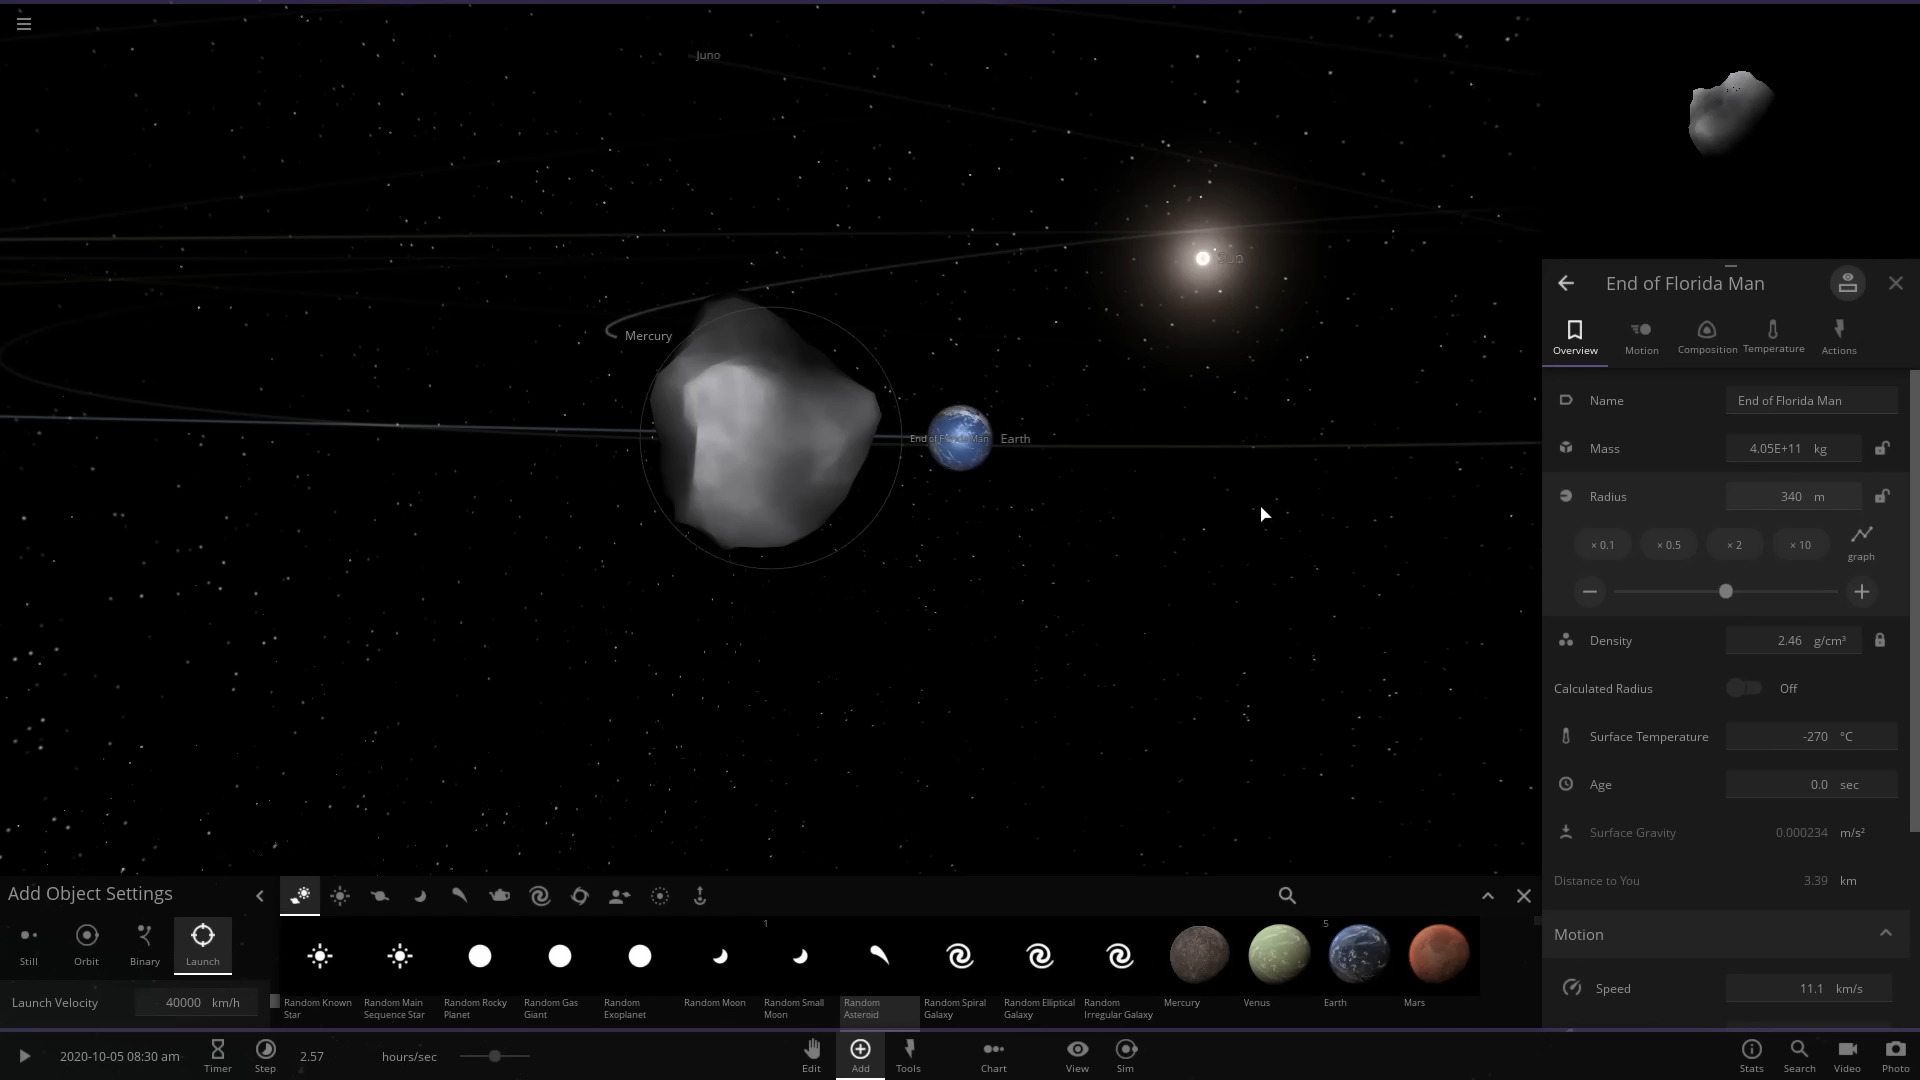 Juno
Sun
Mercury
End of Florida Man
Earth
End of Florida Man
Overview
Motion
Composition
Temperature
Actions
Name
End of Florida Man
Mass
4.05E+11 kg
Radius
340 m
× 0.1
× 0.5
× 2
× 10
graph
Density
2.46 g/cm³
Calculated Radius
Off
Surface Temperature
-270 °C
Age
0.0 sec
Surface Gravity
0.000234 m/s²
Distance to You
3.39 km
Motion
Speed
11.1 km/s
Add Object Settings
Still
Orbit
Binary
Launch
Launch Velocity
40000 km/h
1
5
Random Known
Star
Random Main
Sequence Star
Random Rocky
Planet
Random Gas
Giant
Random
Exoplanet
Random Moon
Random Small
Moon
Random
Asteroid
Random Spiral
Galaxy
Random Elliptical
Galaxy
Random
Irregular Galaxy
Mercury
Venus
Earth
Mars
2020-10-05 08:30 am
Timer
Step
2.57
hours/sec
Edit
Add
Tools
Chart
View
Sim
Stats
Search
Video
Photo